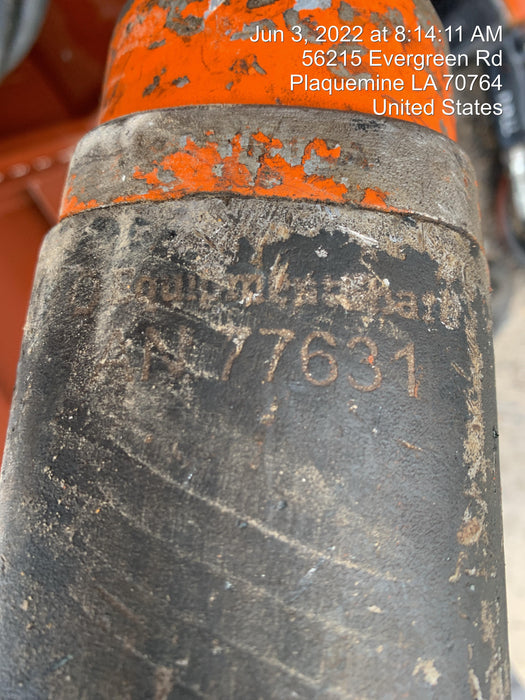 Jun 3, 2022 at 8:14:11 AM
56215 Evergreen Rd
Plaquemine LA 70764
United States
N 77631